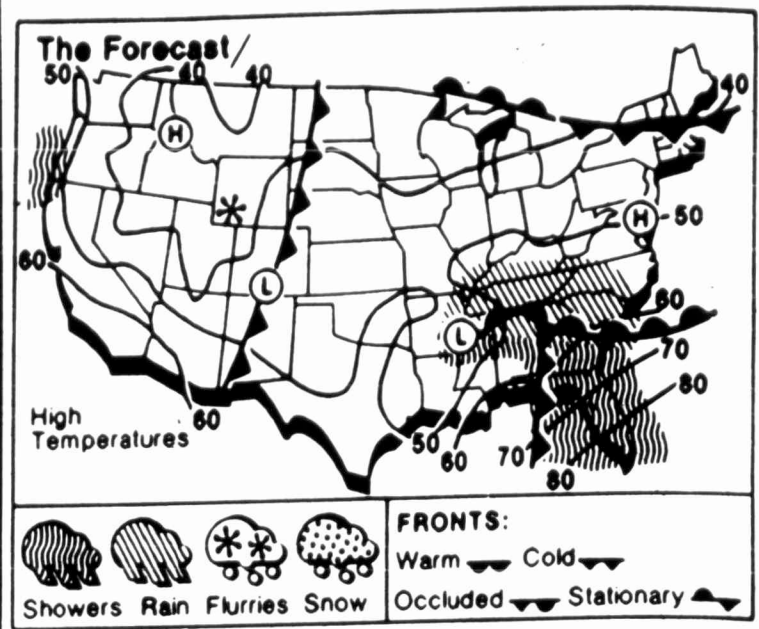 The Forecast/
50 40 40
40
H
H 50
60
L
60
L
70
80
High
Temperatures
60
50
60
70
80
Showers Rain Flurries Snow
FRONTS:
Warm Cold
Occluded Stationary